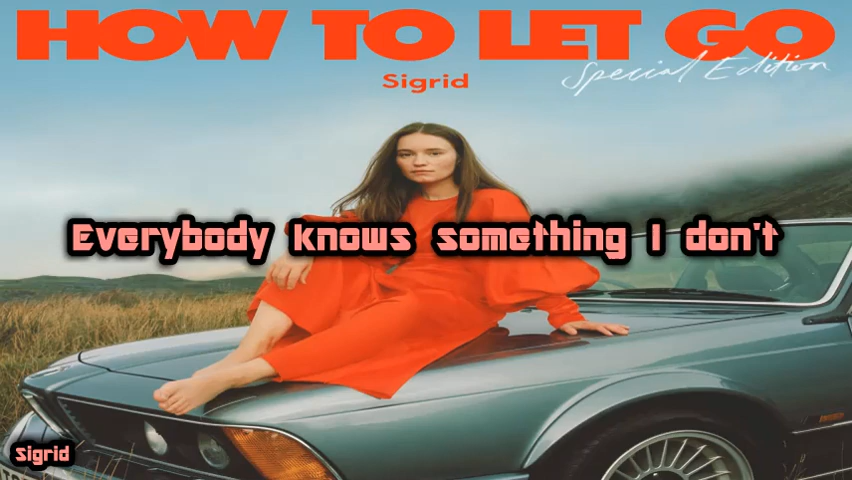 HOW TO LET GO
Sigrid
Special Edition
Everybody knows something I don't
Sigrid